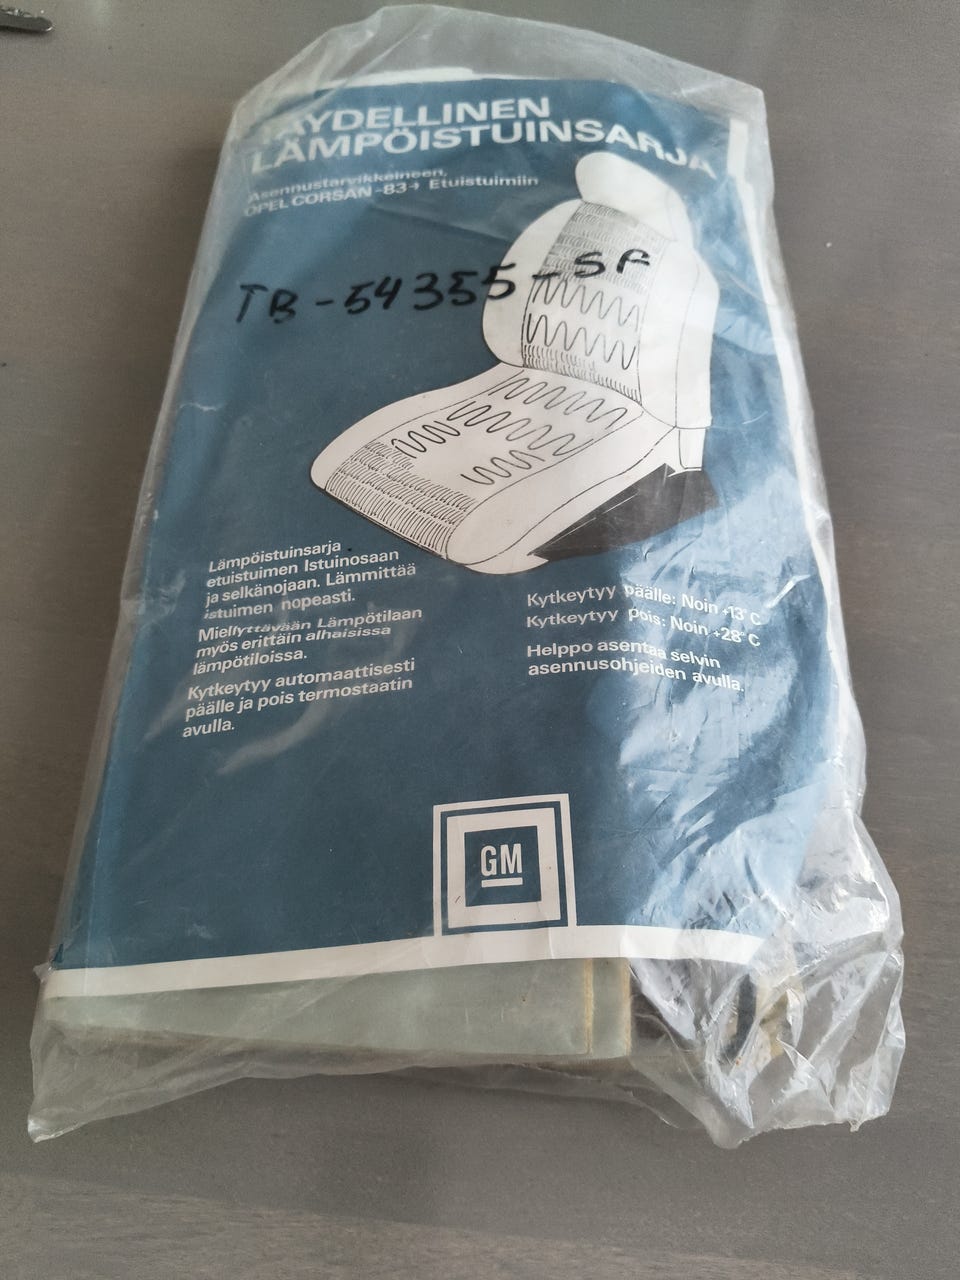 TÄYDELLINEN
LÄMPÖISTUINSARJA
Asennustarvikkeineen,
OPEL CORSAN -83→ Etuistuimiin
TB-54355-SF
Lämpöistuinsarja
etuistuimen Istuinosaan
ja selkänojaan. Lämmittää
istuimen nopeasti.
Miellyttävään Lämpötilaan
myös erittäin alhaisissa
lämpötiloissa.
Kytkeytyy automaattisesti
päälle ja pois termostaatin
avulla.
Kytkeytyy päälle: Noin +13°C
Kytkeytyy pois: Noin +28°C
Helppo asentaa selvin
asennusohjeiden avulla.
GM